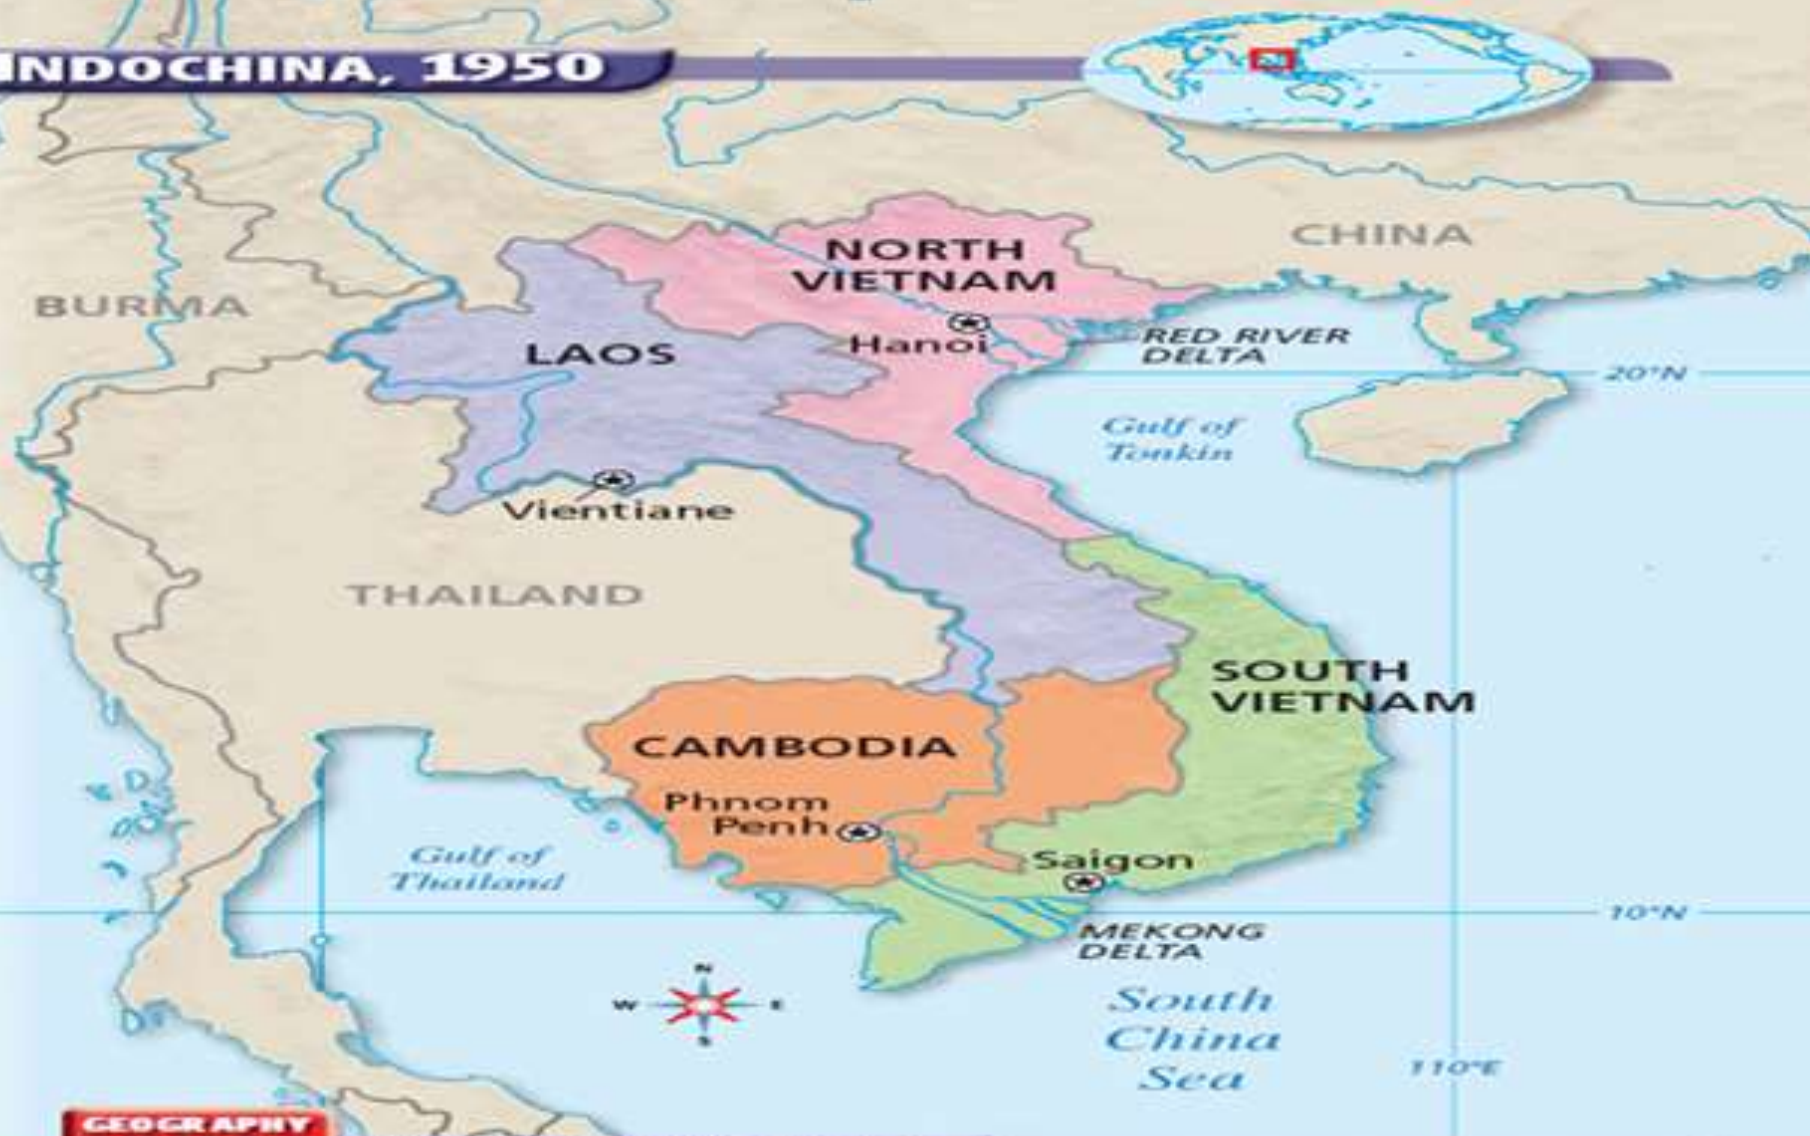 INDOCHINA, 1950
CHINA
NORTH
VIETNAM
BURMA
Hanoi
RED RIVER
DELTA
LAOS
20°N
Gulf of
Tonkin
Vientiane
THAILAND
SOUTH
VIETNAM
CAMBODIA
Phnom
Penh
Saigon
Gulf of
Thailand
10°N
MEKONG
DELTA
N
W E
S
South
China
Sea
110°E
GEOGRAPHY